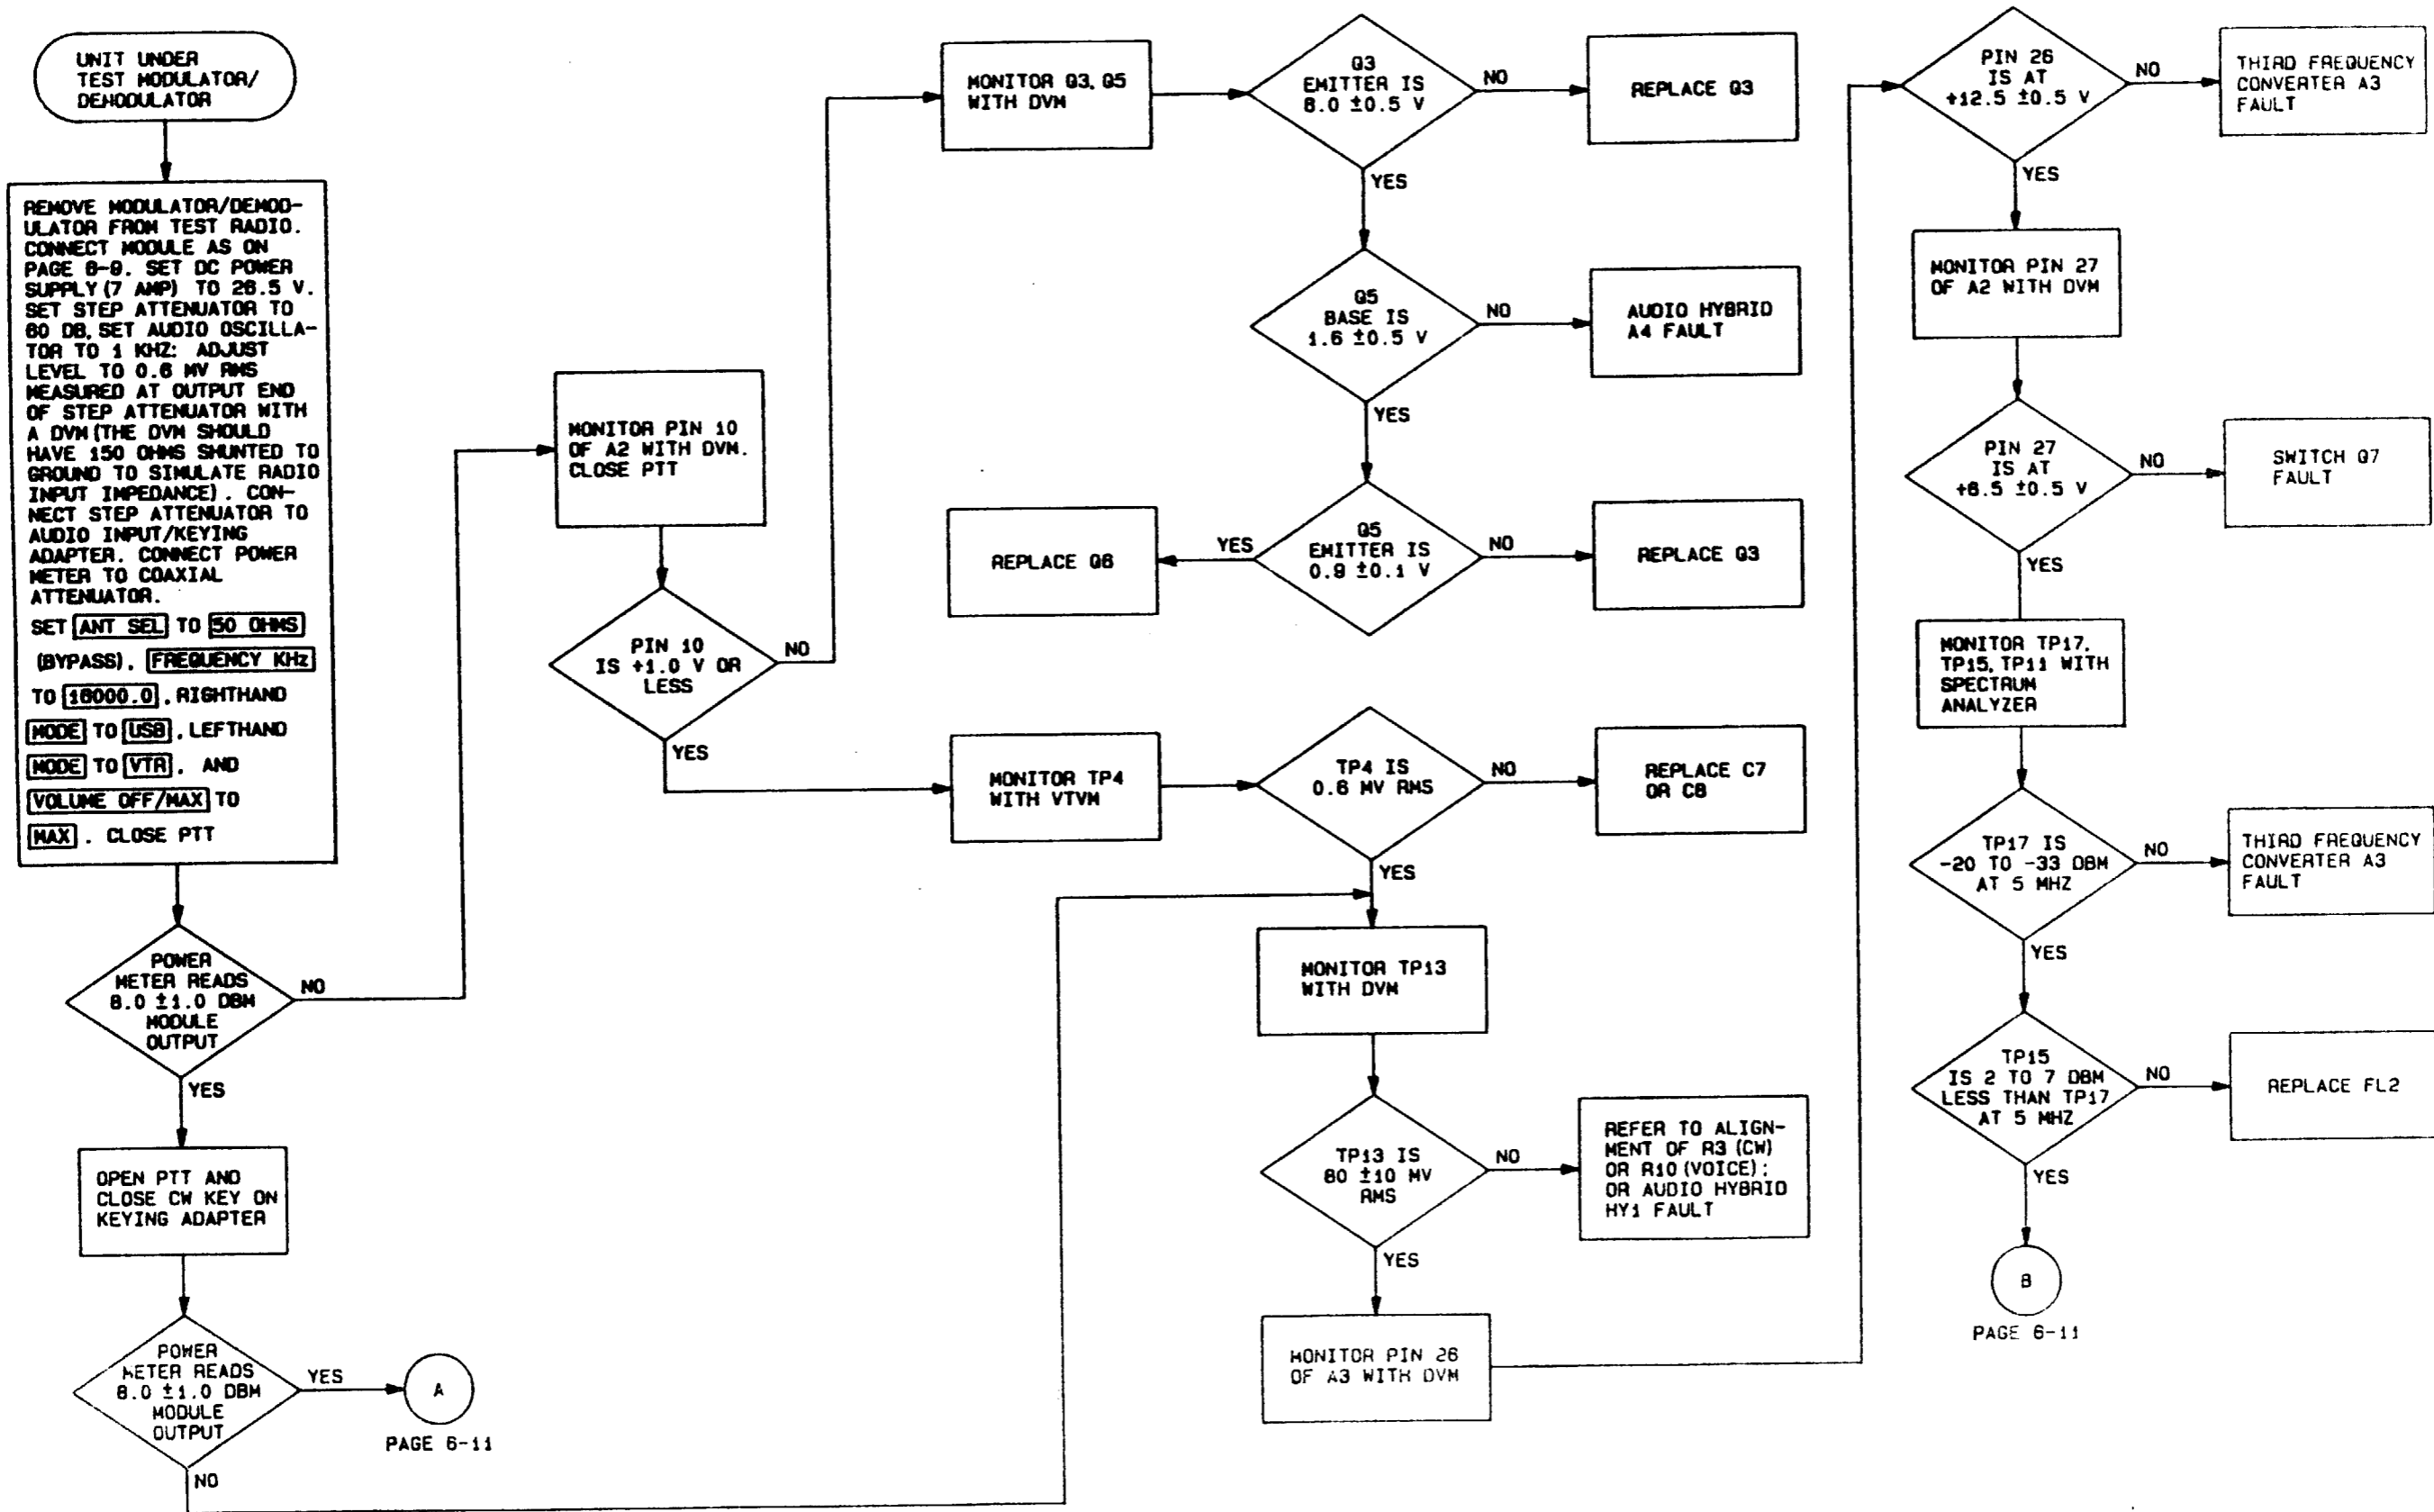 UNIT UNDER
TEST MODULATOR/
DEMODULATOR
REMOVE MODULATOR/DEMOD-
ULATOR FROM TEST RADIO.
CONNECT MODULE AS ON
PAGE 6-9. SET DC POWER
SUPPLY (7 AMP) TO 26.5 V.
SET STEP ATTENUATOR TO
60 DB, SET AUDIO OSCILLA-
TOR TO 1 KHZ: ADJUST
LEVEL TO 0.6 MV RMS
MEASURED AT OUTPUT END
OF STEP ATTENUATOR WITH
A DVM (THE DVM SHOULD
HAVE 150 OHMS SHUNTED TO
GROUND TO SIMULATE RADIO
INPUT IMPEDANCE). CON-
NECT STEP ATTENUATOR TO
AUDIO INPUT/KEYING
ADAPTER. CONNECT POWER
METER TO COAXIAL
ATTENUATOR.
SET ANT SEL TO 50 OHMS
(BYPASS), FREQUENCY KHz
TO 16000.0, RIGHTHAND
MODE TO USB, LEFTHAND
MODE TO VTR, AND
VOLUME OFF/MAX TO
MAX. CLOSE PTT
POWER
METER READS
8.0 ±1.0 DBM
MODULE
OUTPUT
NO
YES
OPEN PTT AND
CLOSE CW KEY ON
KEYING ADAPTER
POWER
METER READS
8.0 ±1.0 DBM
MODULE
OUTPUT
YES
A
PAGE 6-11
NO
MONITOR PIN 10
OF A2 WITH DVM.
CLOSE PTT
PIN 10
IS +1.0 V OR
LESS
NO
YES
MONITOR Q3, Q5
WITH DVM
Q3
EMITTER IS
8.0 ±0.5 V
NO
REPLACE Q3
YES
Q5
BASE IS
1.6 ±0.5 V
NO
AUDIO HYBRID
A4 FAULT
YES
Q5
EMITTER IS
0.9 ±0.1 V
YES
REPLACE Q6
NO
REPLACE Q3
MONITOR TP4
WITH VTVM
TP4 IS
0.6 MV RMS
NO
REPLACE C7
OR C8
YES
MONITOR TP13
WITH DVM
TP13 IS
80 ±10 MV
RMS
NO
REFER TO ALIGN-
MENT OF R3 (CW)
OR R10 (VOICE);
OR AUDIO HYBRID
HY1 FAULT
YES
MONITOR PIN 26
OF A3 WITH DVM
PIN 26
IS AT
+12.5 ±0.5 V
NO
THIRD FREQUENCY
CONVERTER A3
FAULT
YES
MONITOR PIN 27
OF A2 WITH DVM
PIN 27
IS AT
+6.5 ±0.5 V
NO
SWITCH Q7
FAULT
YES
MONITOR TP17,
TP15, TP11 WITH
SPECTRUM
ANALYZER
TP17 IS
-20 TO -33 DBM
AT 5 MHZ
NO
THIRD FREQUENCY
CONVERTER A3
FAULT
YES
TP15
IS 2 TO 7 DBM
LESS THAN TP17
AT 5 MHZ
NO
REPLACE FL2
YES
B
PAGE 6-11